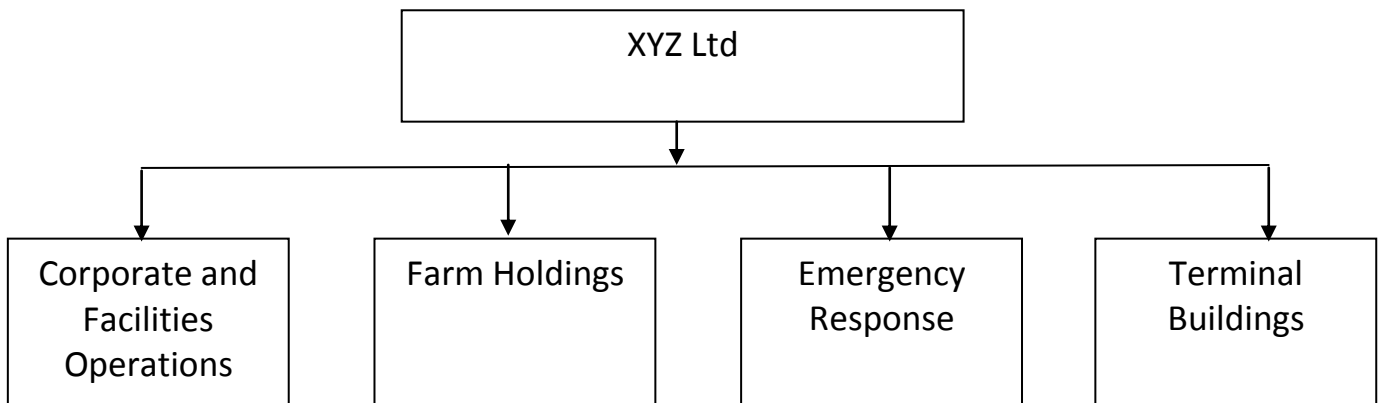 XYZ Ltd
Corporate and
Facilities
Operations
Farm Holdings
Emergency
Response
Terminal
Buildings